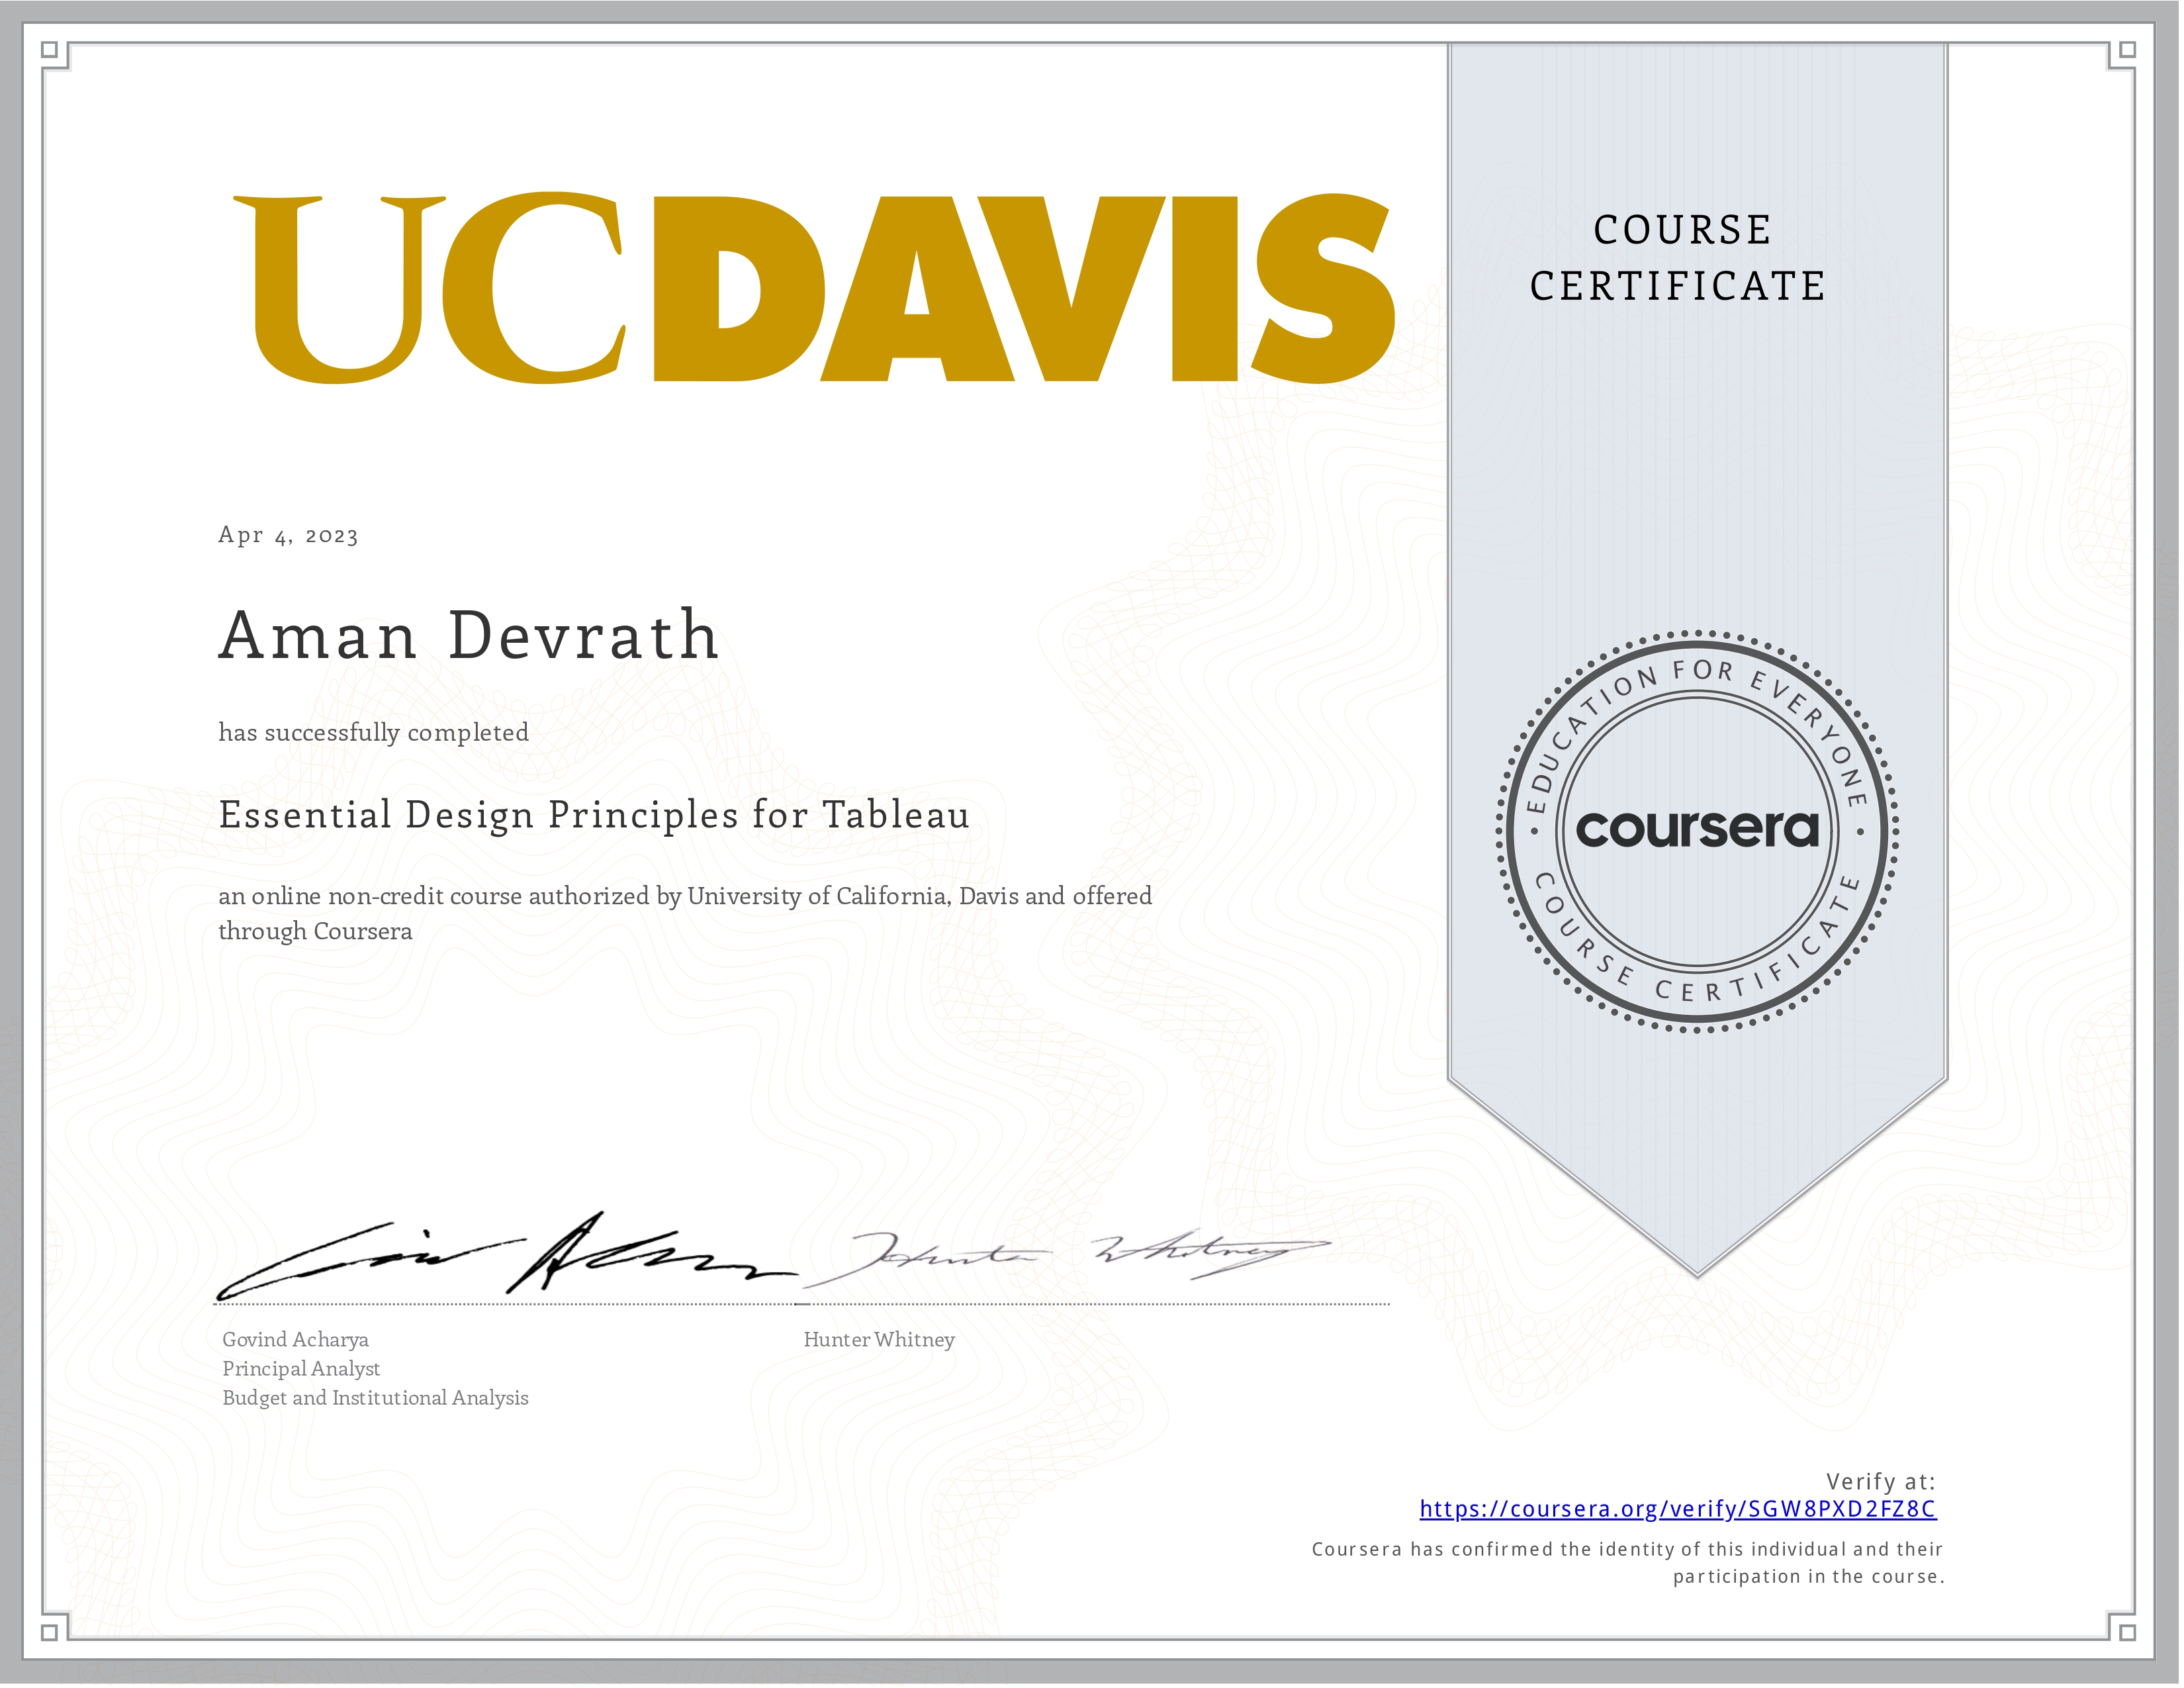 UCDAVIS
COURSE
CERTIFICATE
Apr 4, 2023
Aman Devrath
has successfully completed
Essential Design Principles for Tableau
an online non-credit course authorized by University of California, Davis and offered
through Coursera
EDUCATION FOR EVERYONE
coursera
COURSE CERTIFICATE
Govind Acharya
Principal Analyst
Budget and Institutional Analysis
Hunter Whitney
Hunter Whitney
Verify at:
https://coursera.org/verify/SGW8PXD2FZ8C
Coursera has confirmed the identity of this individual and their
participation in the course.